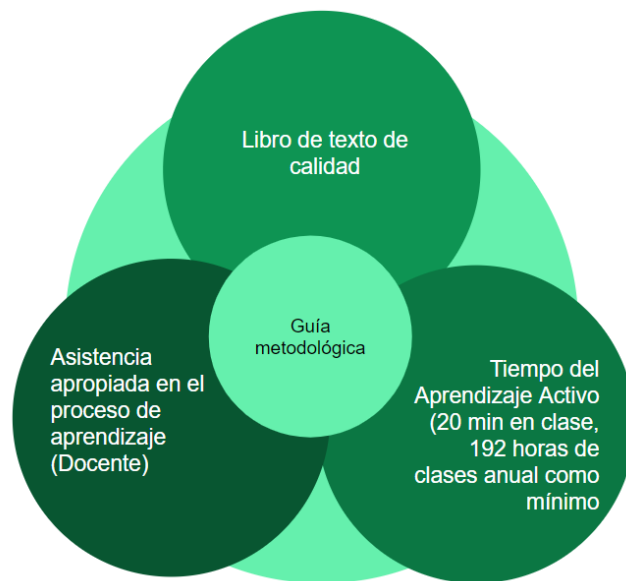 Libro de texto de
calidad
Guía
metodológica
Asistencia
apropiada en el
proceso de
aprendizaje
(Docente)
Tiempo del
Aprendizaje Activo
(20 min en clase,
192 horas de
clases anual como
mínimo